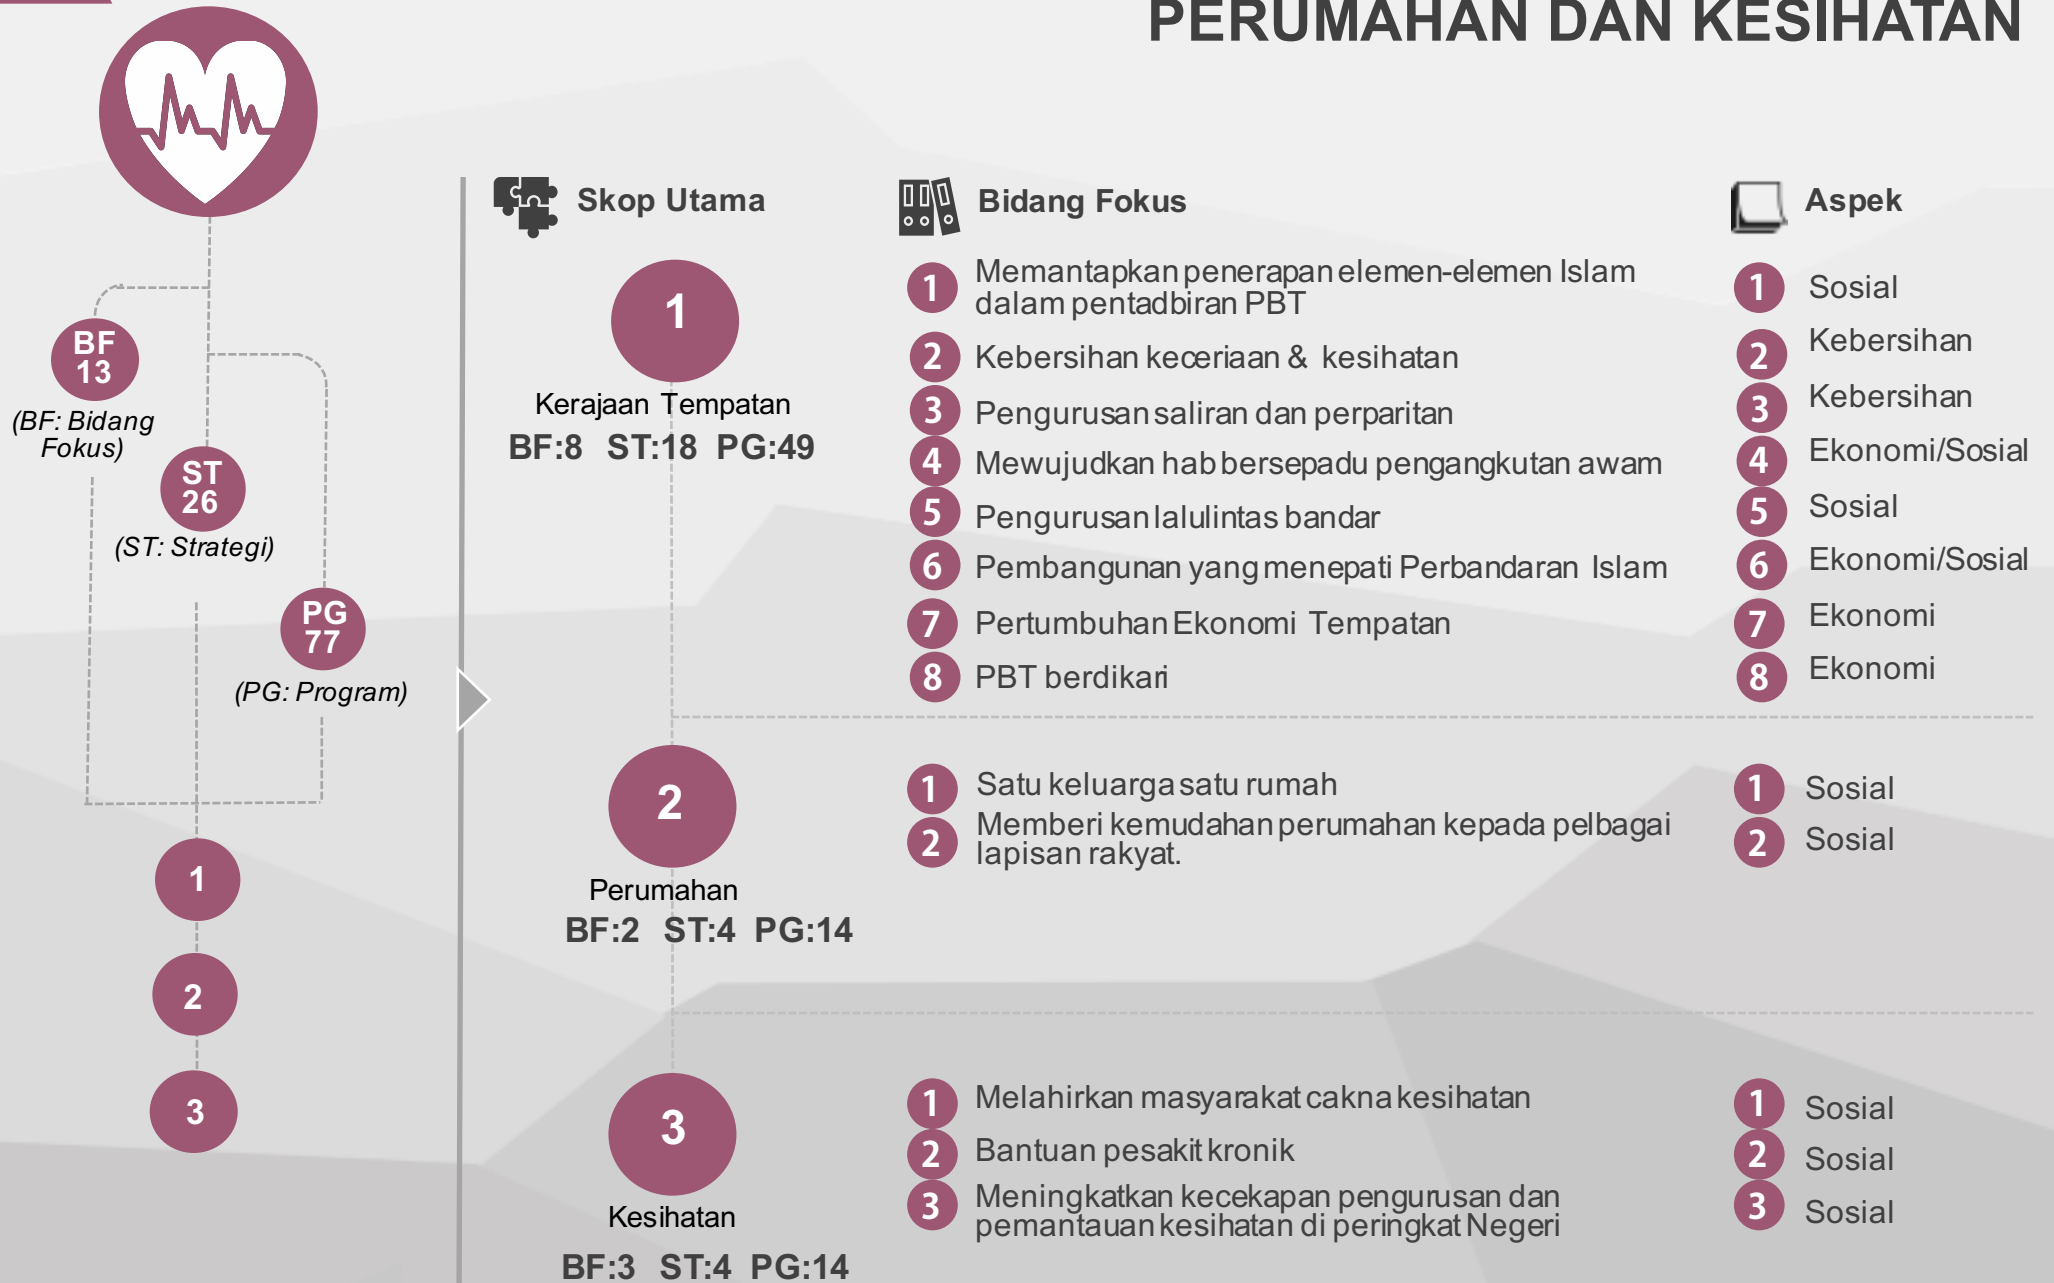 PERUMAHAN DAN KESIHATAN
BF
13
(BF: Bidang
Fokus)
ST
26
(ST: Strategi)
PG
77
(PG: Program)
1
2
3
Skop Utama
Bidang Fokus
Aspek
1
Kerajaan Tempatan
BF:8 ST:18 PG:49
1 Memantapkan penerapan elemen-elemen Islam
dalam pentadbiran PBT
1 Sosial
2 Kebersihan keceriaan & kesihatan
2 Kebersihan
3 Pengurusan saliran dan perparitan
3 Kebersihan
4 Mewujudkan hab bersepadu pengangkutan awam
4 Ekonomi/Sosial
5 Pengurusan lalulintas bandar
5 Sosial
6 Pembangunan yang menepati Perbandaran Islam
6 Ekonomi/Sosial
7 Pertumbuhan Ekonomi Tempatan
7 Ekonomi
8 PBT berdikari
8 Ekonomi
2
Perumahan
BF:2 ST:4 PG:14
1 Satu keluarga satu rumah
1 Sosial
2 Memberi kemudahan perumahan kepada pelbagai
lapisan rakyat.
2 Sosial
3
Kesihatan
BF:3 ST:4 PG:14
1 Melahirkan masyarakat cakna kesihatan
1 Sosial
2 Bantuan pesakit kronik
2 Sosial
3 Meningkatkan kecekapan pengurusan dan
pemantauan kesihatan di peringkat Negeri
3 Sosial